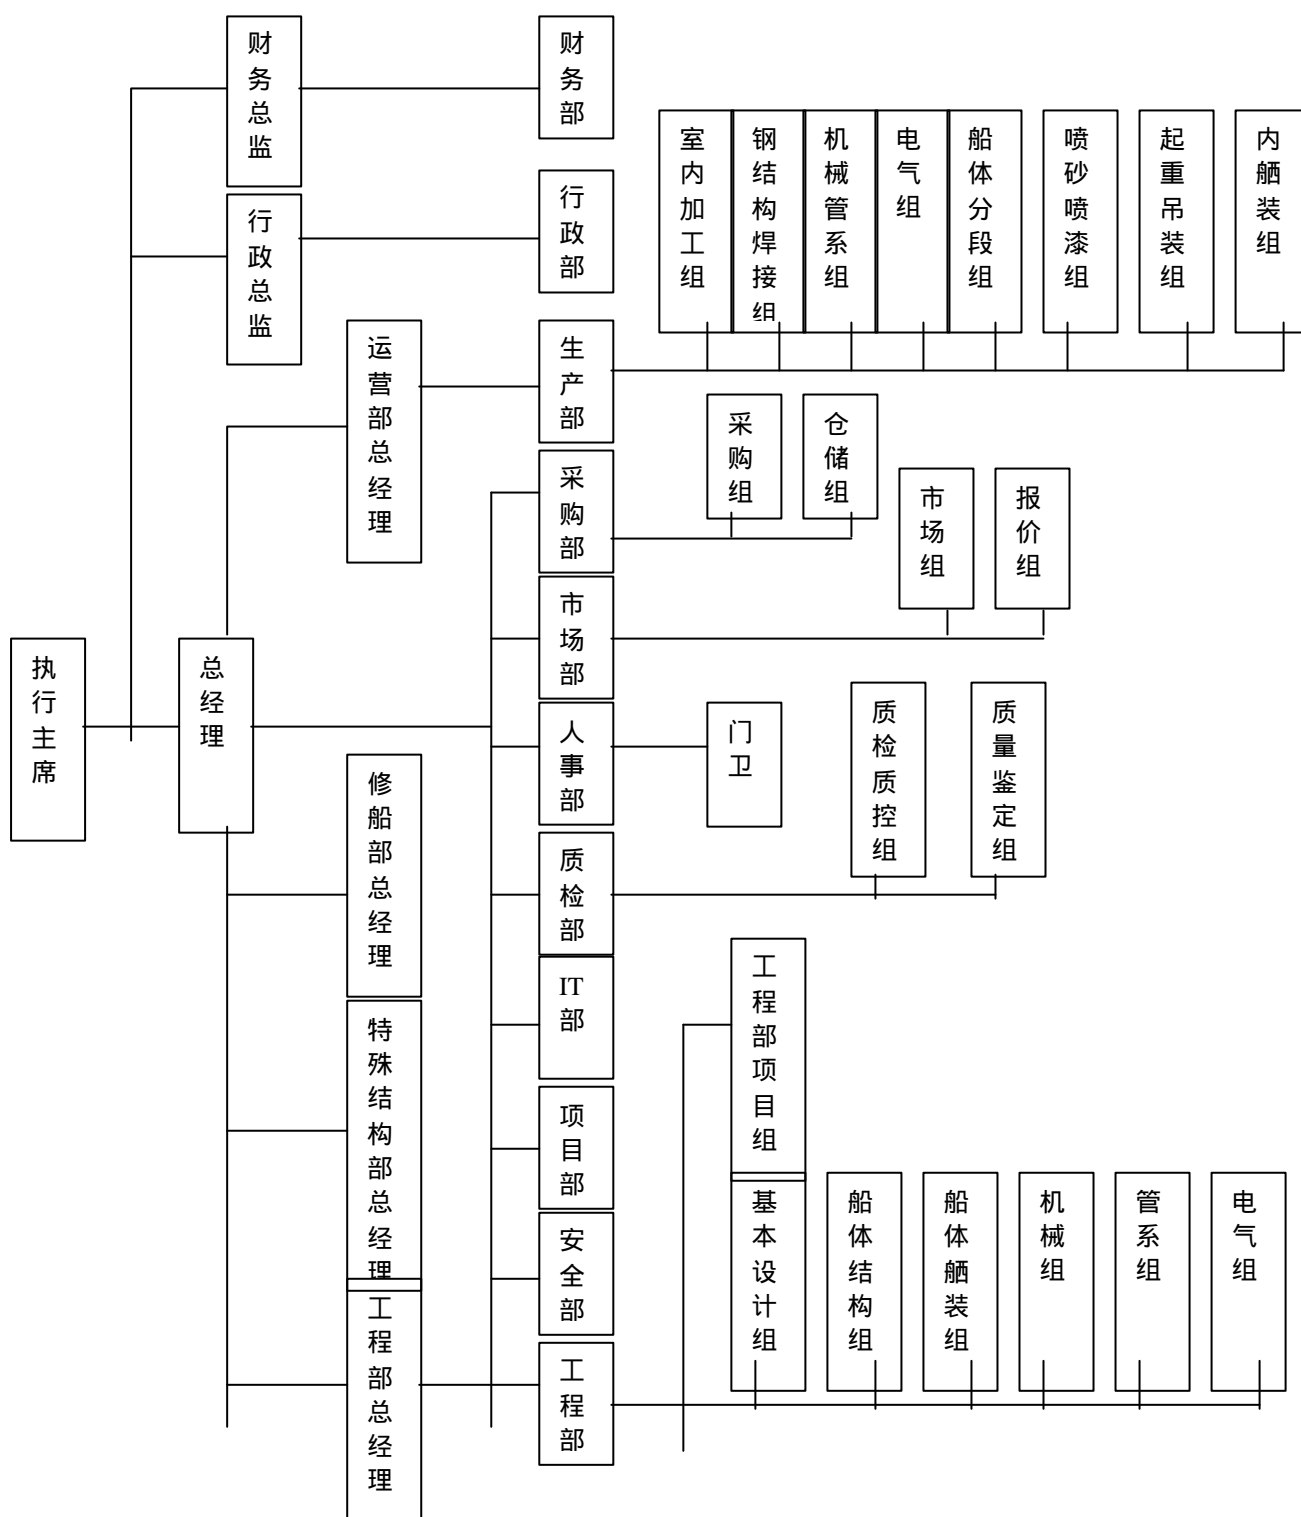 财务总监
财务部
行政总监
行政部
室内加工组
钢结构焊接组
机械管系组
电气组
船体分段组
喷砂喷漆组
起重吊装组
内舾装组
运营部总经理
生产部
采购部
采购组
仓储组
市场部
市场组
报价组
执行主席
总经理
人事部
门卫
修船部总经理
质检部
质检质控组
质量鉴定组
IT部
特殊结构部总经理
项目部
安全部
工程部总经理
工程部
工程部项目组
基本设计组
船体结构组
船体舾装组
机械组
管系组
电气组